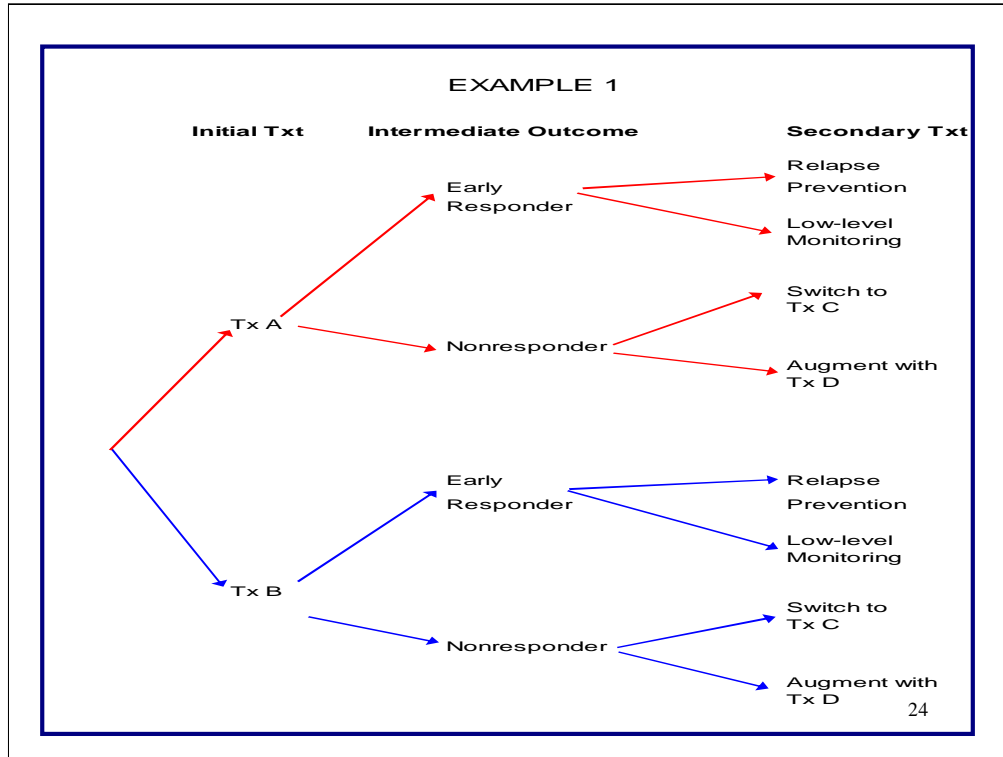 EXAMPLE 1
Initial Txt Intermediate Outcome Secondary Txt
Early
Responder
Relapse
Prevention
Low-level
Monitoring
Tx A
Nonresponder
Switch to
Tx C
Augment with
Tx D
Early
Responder
Relapse
Prevention
Low-level
Monitoring
Tx B
Nonresponder
Switch to
Tx C
Augment with
Tx D
24